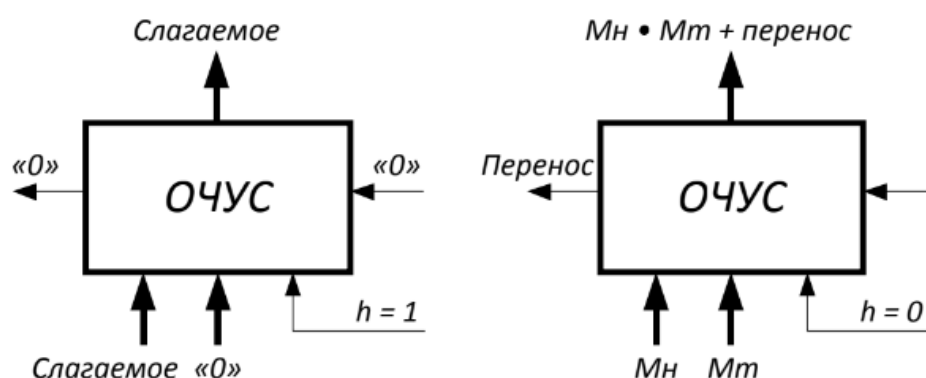 Слагаемое
«0»
ОЧУС
«0»
h = 1
Слагаемое «0»
Мн • Мт + перенос
Перенос
ОЧУС
h = 0
Мн Мт